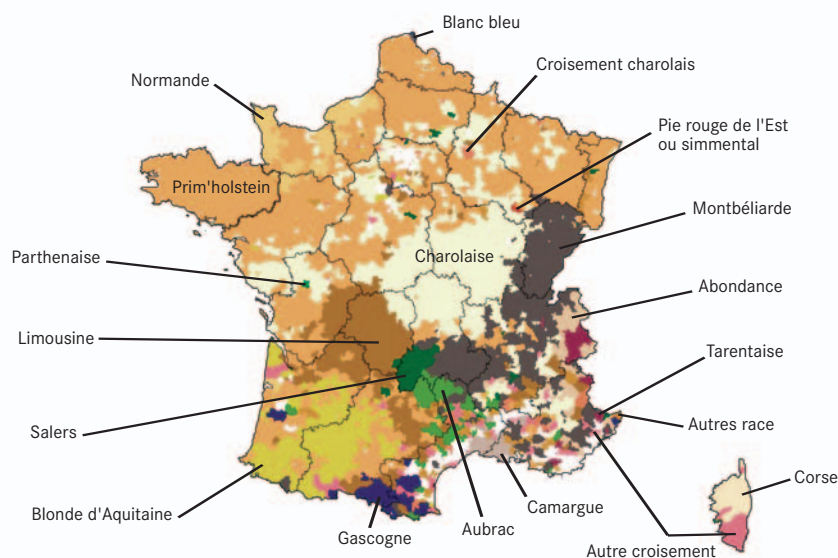 Blanc bleu
Croisement charolais
Normande
Pie rouge de l'Est
ou simmental
Prim'holstein
Montbéliarde
Parthenaise
Charolaise
Abondance
Limousine
Tarentaise
Salers
Autres race
Corse
Blonde d'Aquitaine
Camargue
Aubrac
Gascogne
Autre croisement